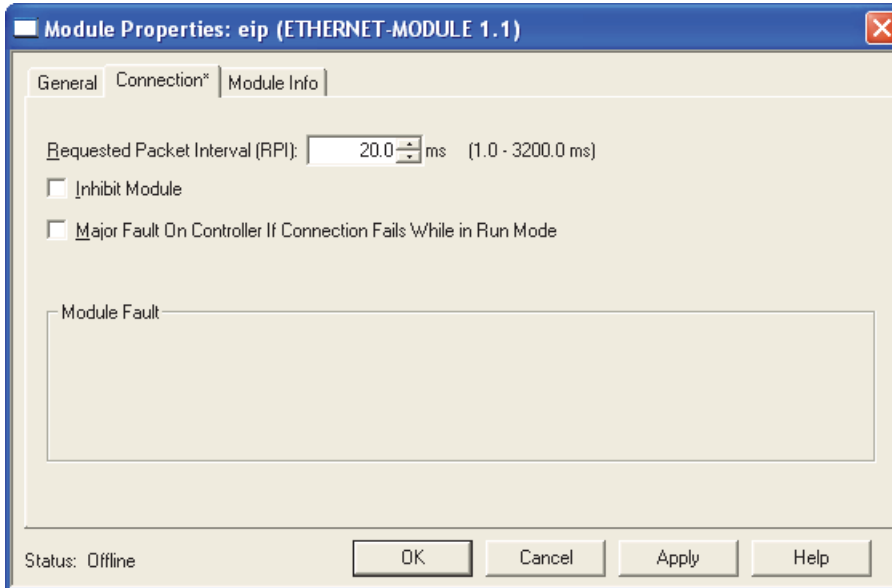 Module Properties: eip (ETHERNET-MODULE 1.1)
General Connection* Module Info
Requested Packet Interval (RPI): 20.0 ms (1.0 - 3200.0 ms)
Inhibit Module
Major Fault On Controller If Connection Fails While in Run Mode
Module Fault
Status: Offline OK Cancel Apply Help